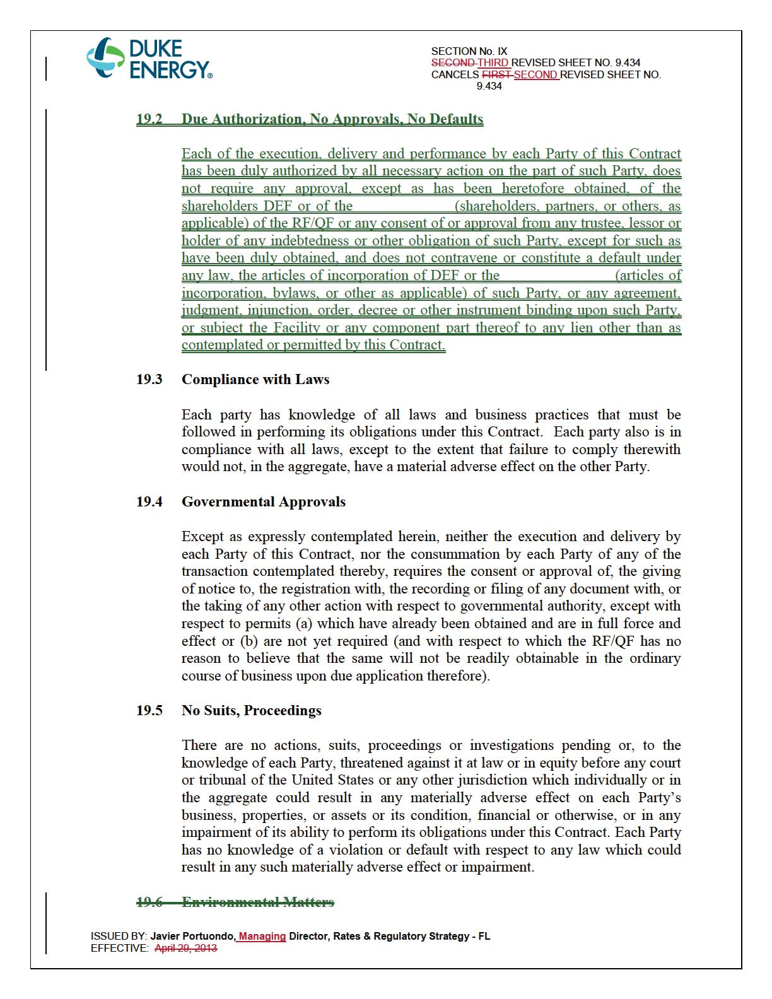 DUKE
ENERGY®
SECTION No. IX
SECOND THIRD REVISED SHEET NO. 9.434
CANCELS FIRST SECOND REVISED SHEET NO.
9.434
19.2 Due Authorization, No Approvals, No Defaults
Each of the execution, delivery and performance by each Party of this Contract
has been duly authorized by all necessary action on the part of such Party, does
not require any approval, except as has been heretofore obtained, of the
shareholders DEF or of the ______________ (shareholders, partners, or others, as
applicable) of the RF/QF or any consent of or approval from any trustee, lessor or
holder of any indebtedness or other obligation of such Party, except for such as
have been duly obtained, and does not contravene or constitute a default under
any law, the articles of incorporation of DEF or the ________________ (articles of
incorporation, bylaws, or other as applicable) of such Party, or any agreement,
judgment, injunction, order, decree or other instrument binding upon such Party,
or subject the Facility or any component part thereof to any lien other than as
contemplated or permitted by this Contract.
19.3 Compliance with Laws
Each party has knowledge of all laws and business practices that must be
followed in performing its obligations under this Contract. Each party also is in
compliance with all laws, except to the extent that failure to comply therewith
would not, in the aggregate, have a material adverse effect on the other Party.
19.4 Governmental Approvals
Except as expressly contemplated herein, neither the execution and delivery by
each Party of this Contract, nor the consummation by each Party of any of the
transaction contemplated thereby, requires the consent or approval of, the giving
of notice to, the registration with, the recording or filing of any document with, or
the taking of any other action with respect to governmental authority, except with
respect to permits (a) which have already been obtained and are in full force and
effect or (b) are not yet required (and with respect to which the RF/QF has no
reason to believe that the same will not be readily obtainable in the ordinary
course of business upon due application therefore).
19.5 No Suits, Proceedings
There are no actions, suits, proceedings or investigations pending or, to the
knowledge of each Party, threatened against it at law or in equity before any court
or tribunal of the United States or any other jurisdiction which individually or in
the aggregate could result in any materially adverse effect on each Party’s
business, properties, or assets or its condition, financial or otherwise, or in any
impairment of its ability to perform its obligations under this Contract. Each Party
has no knowledge of a violation or default with respect to any law which could
result in any such materially adverse effect or impairment.
19.6 Environmental Matters
ISSUED BY: Javier Portuondo, Managing Director, Rates & Regulatory Strategy - FL
EFFECTIVE: April 29, 2013